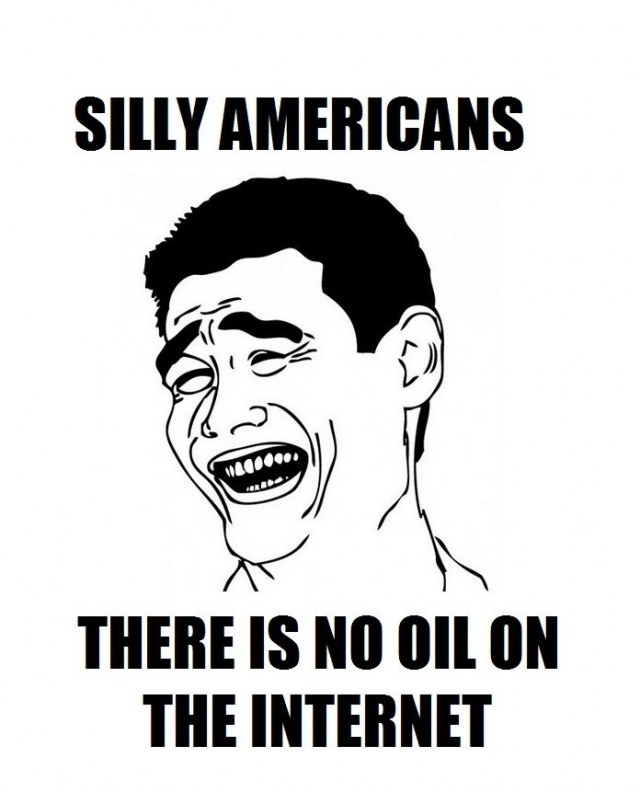 SILLY AMERICANS
THERE IS NO OIL ON
THE INTERNET